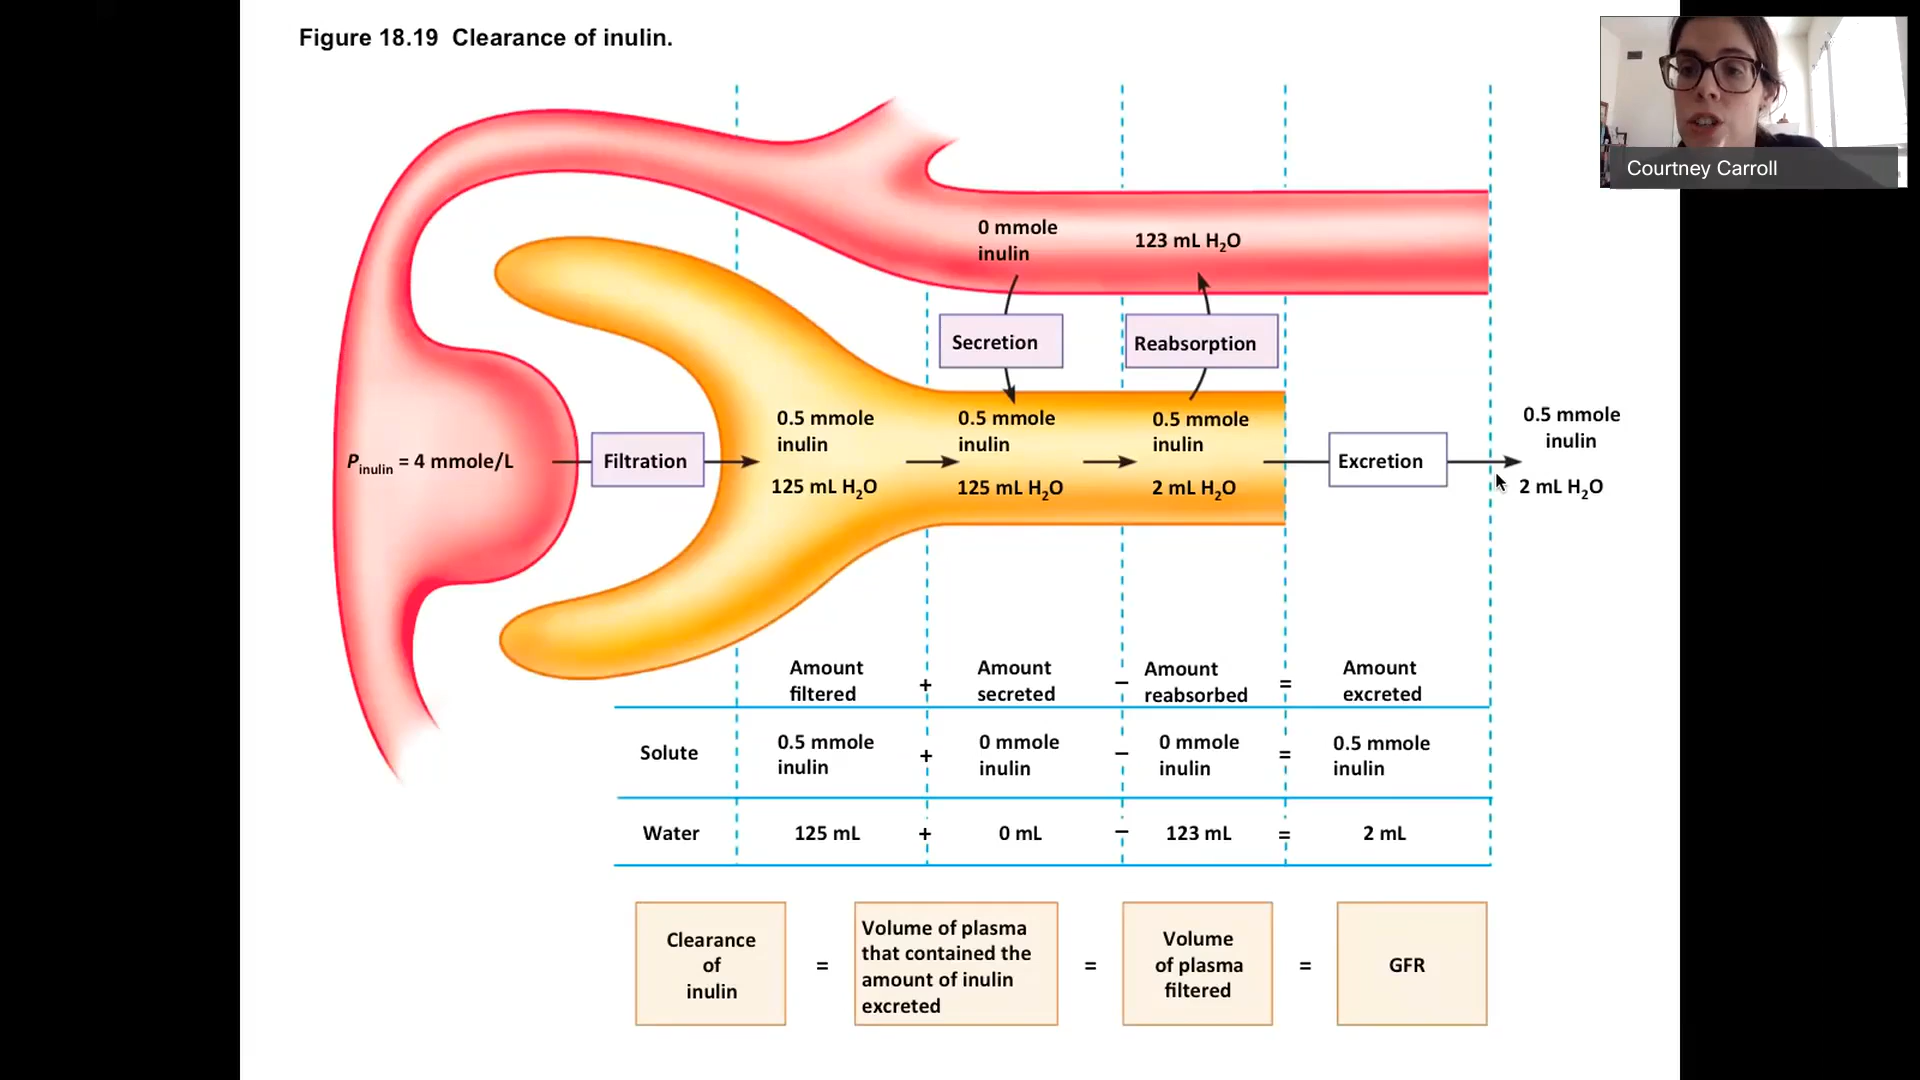 Figure 18.19 Clearance of inulin.
Courtney Carroll
0 mmole
inulin
123 mL H₂O
Secretion
Reabsorption
P inulin = 4 mmole/L
Filtration
0.5 mmole
inulin
125 mL H₂O
0.5 mmole
inulin
125 mL H₂O
0.5 mmole
inulin
2 mL H₂O
Excretion
0.5 mmole
inulin
2 mL H₂O
Amount
filtered
+
Amount
secreted
–
Amount
reabsorbed
=
Amount
excreted
Solute
0.5 mmole
inulin
+
0 mmole
inulin
–
0 mmole
inulin
=
0.5 mmole
inulin
Water
125 mL
+
0 mL
–
123 mL
=
2 mL
Clearance
of
inulin
=
Volume of plasma
that contained the
amount of inulin
excreted
=
Volume
of plasma
filtered
=
GFR